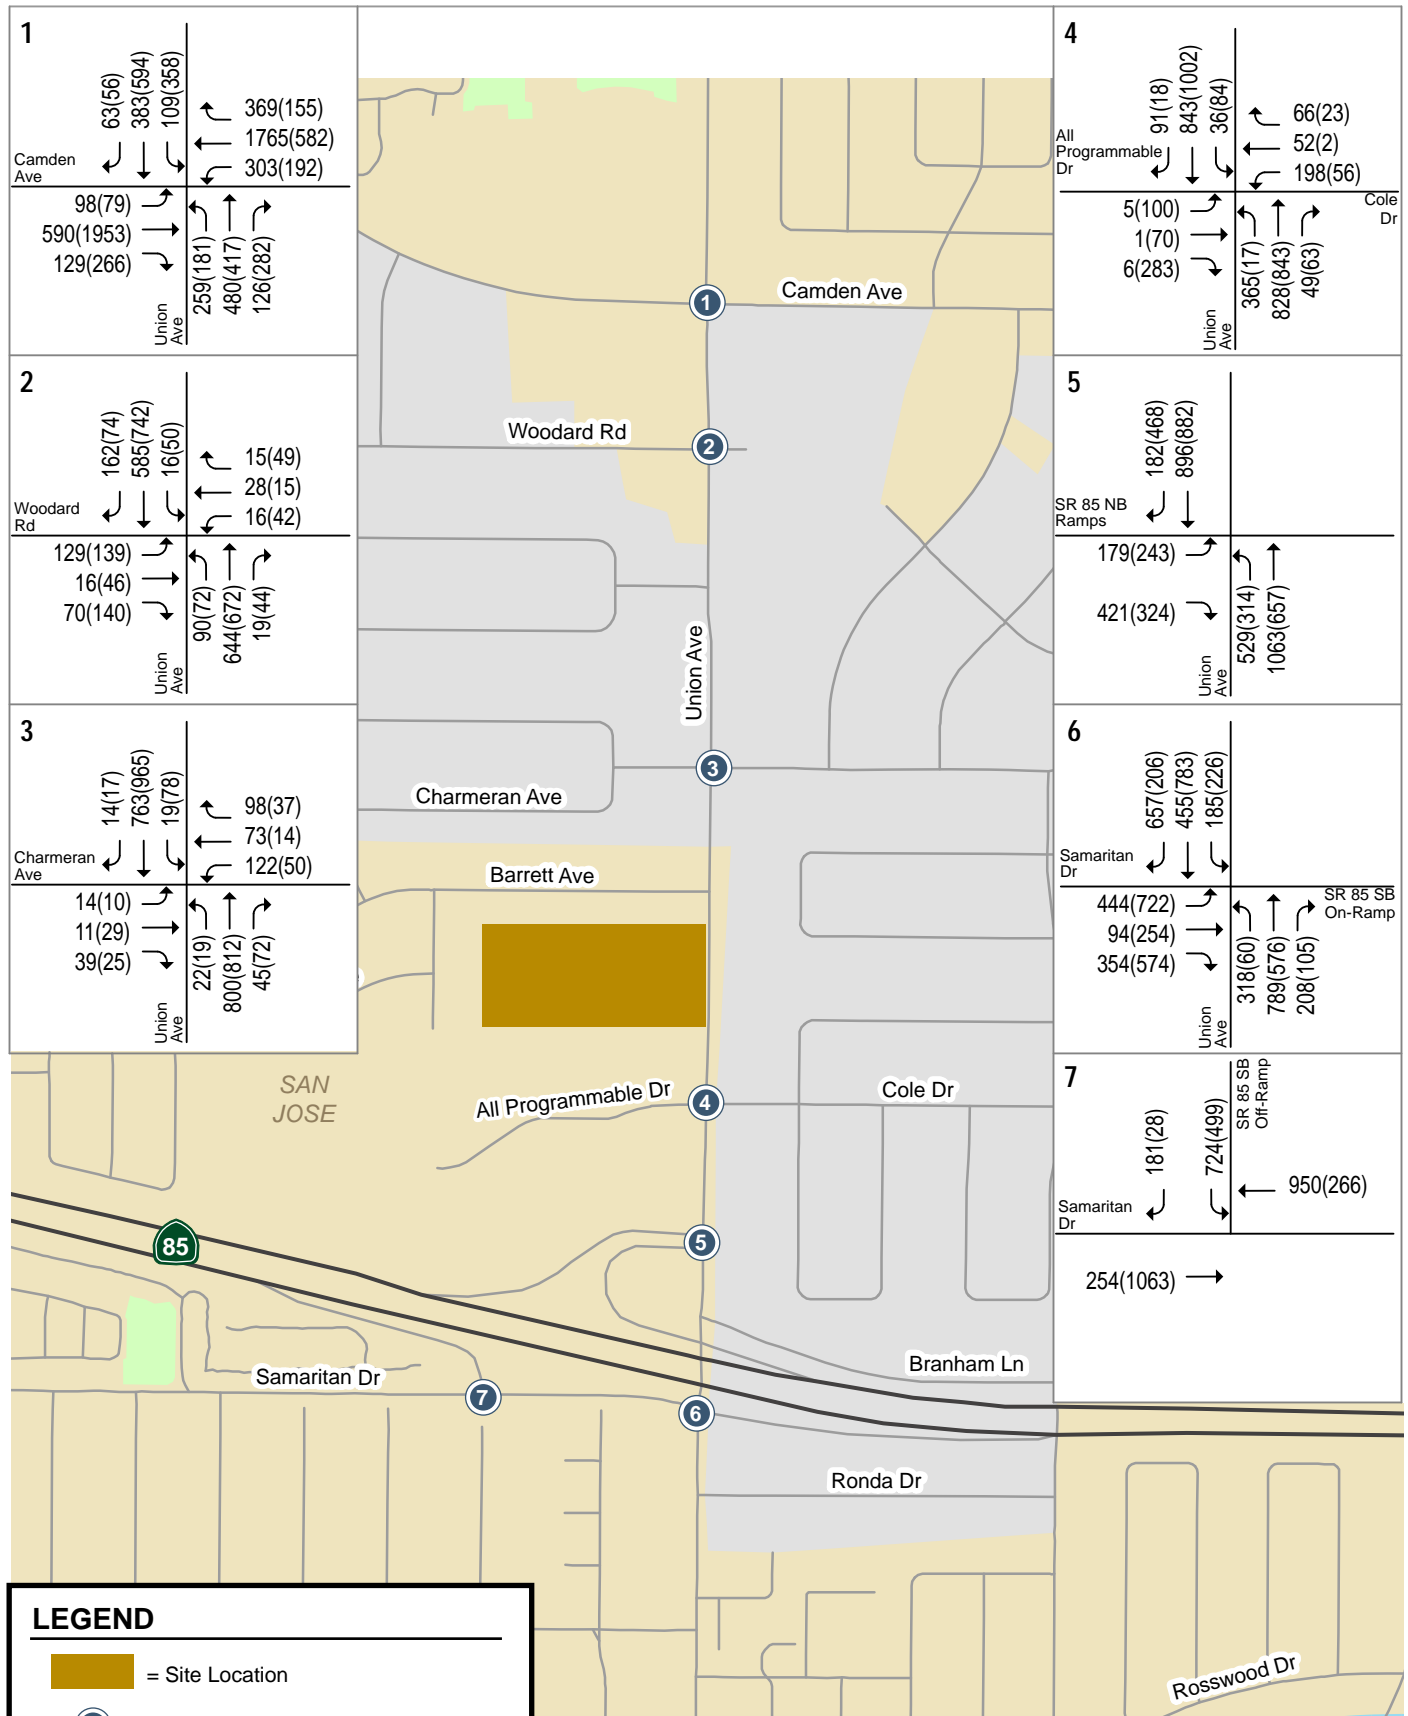 1
63(56)
383(594)
109(358)
369(155)
1765(582)
303(192)
Camden
Ave
98(79)
590(1953)
129(266)
259(181)
480(417)
126(282)
Union
Ave
2
162(74)
585(742)
16(50)
15(49)
28(15)
16(42)
Woodard
Rd
129(139)
16(46)
70(140)
90(72)
644(672)
19(44)
Union
Ave
3
14(17)
763(965)
19(78)
98(37)
73(14)
122(50)
Charmeran
Ave
14(10)
11(29)
39(25)
22(19)
800(812)
45(72)
Union
Ave
4
91(18)
843(1002)
36(84)
66(23)
52(2)
198(56)
All
Programmable
Dr
Cole
Dr
5(100)
1(70)
6(283)
365(17)
828(843)
49(63)
Union
Ave
5
182(468)
896(882)
SR 85 NB
Ramps
179(243)
421(324)
529(314)
1063(657)
Union
Ave
6
657(206)
455(783)
185(226)
Samaritan
Dr
SR 85 SB
On-Ramp
444(722)
94(254)
354(574)
318(60)
789(576)
208(105)
Union
Ave
7
181(28)
724(499)
SR 85 SB
Off-Ramp
950(266)
Samaritan
Dr
254(1063)
Camden Ave
1
Woodard Rd
2
Union Ave
3
Charmeran Ave
Barrett Ave
SAN
JOSE
All Programmable Dr
4
Cole Dr
85
5
Branham Ln
Samaritan Dr
7
6
Ronda Dr
Rosswood Dr
LEGEND
= Site Location